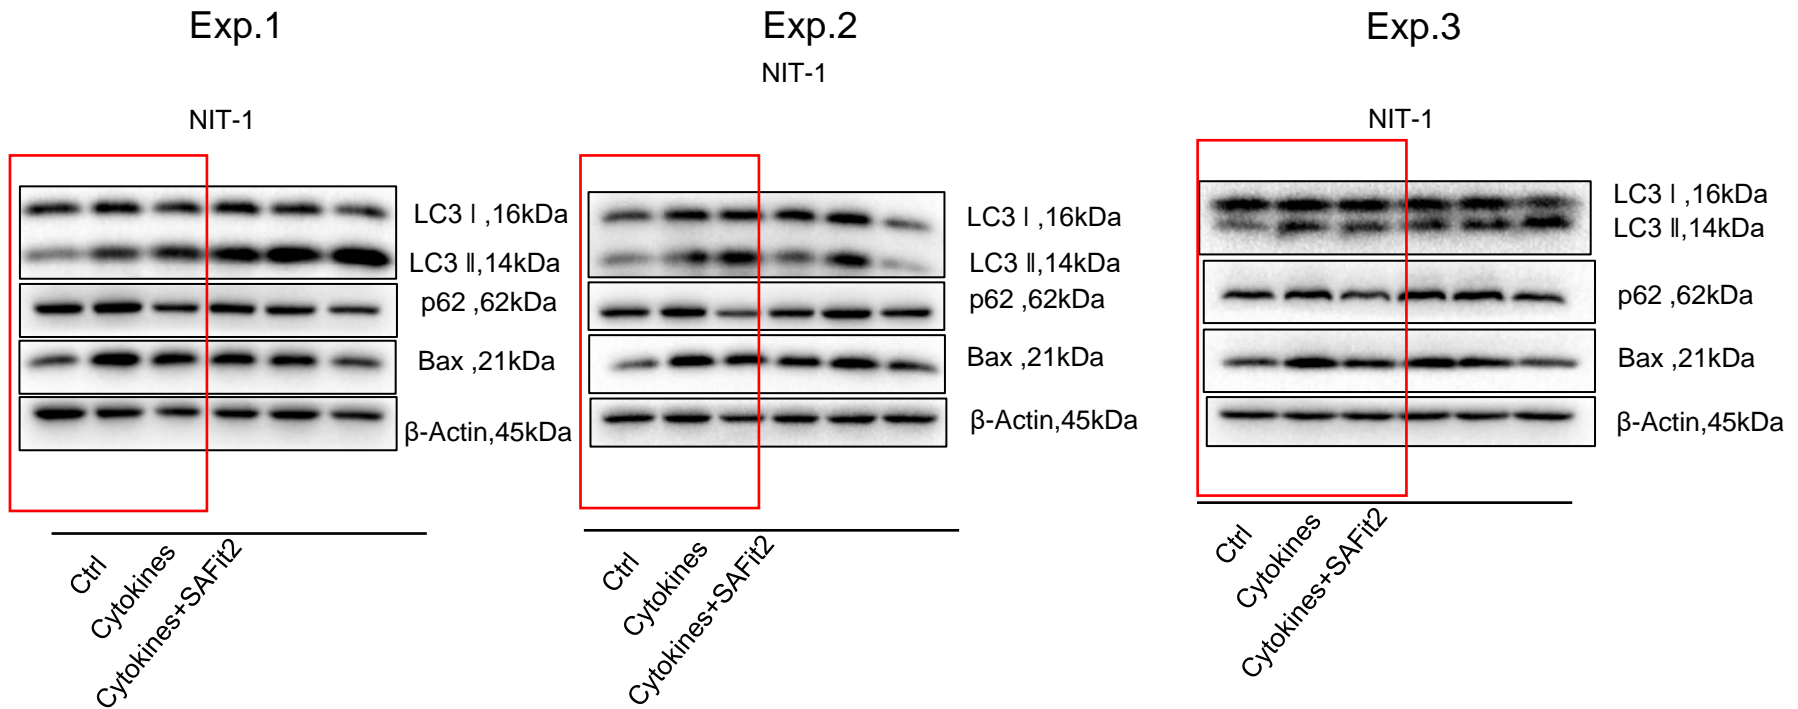 Exp.1
NIT-1
LC3 Ⅰ ,16kDa
LC3 Ⅱ,14kDa
p62 ,62kDa
Bax ,21kDa
β-Actin,45kDa
Ctrl
Cytokines
Cytokines+SAFit2
Exp.2
NIT-1
LC3 Ⅰ ,16kDa
LC3 Ⅱ,14kDa
p62 ,62kDa
Bax ,21kDa
β-Actin,45kDa
Ctrl
Cytokines
Cytokines+SAFit2
Exp.3
NIT-1
LC3 Ⅰ ,16kDa
LC3 Ⅱ,14kDa
p62 ,62kDa
Bax ,21kDa
β-Actin,45kDa
Ctrl
Cytokines
Cytokines+SAFit2